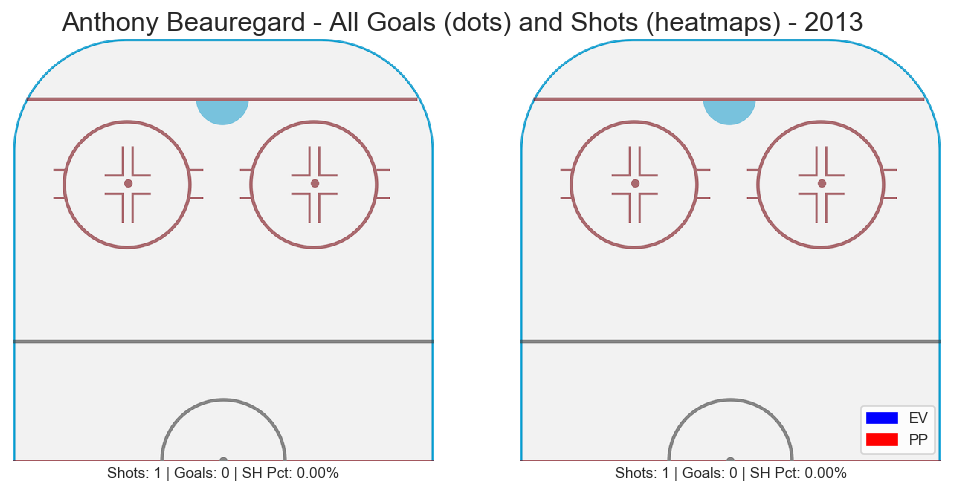 Anthony Beauregard - All Goals (dots) and Shots (heatmaps) - 2013
EV
PP
Shots: 1 | Goals: 0 | SH Pct: 0.00%
Shots: 1 | Goals: 0 | SH Pct: 0.00%